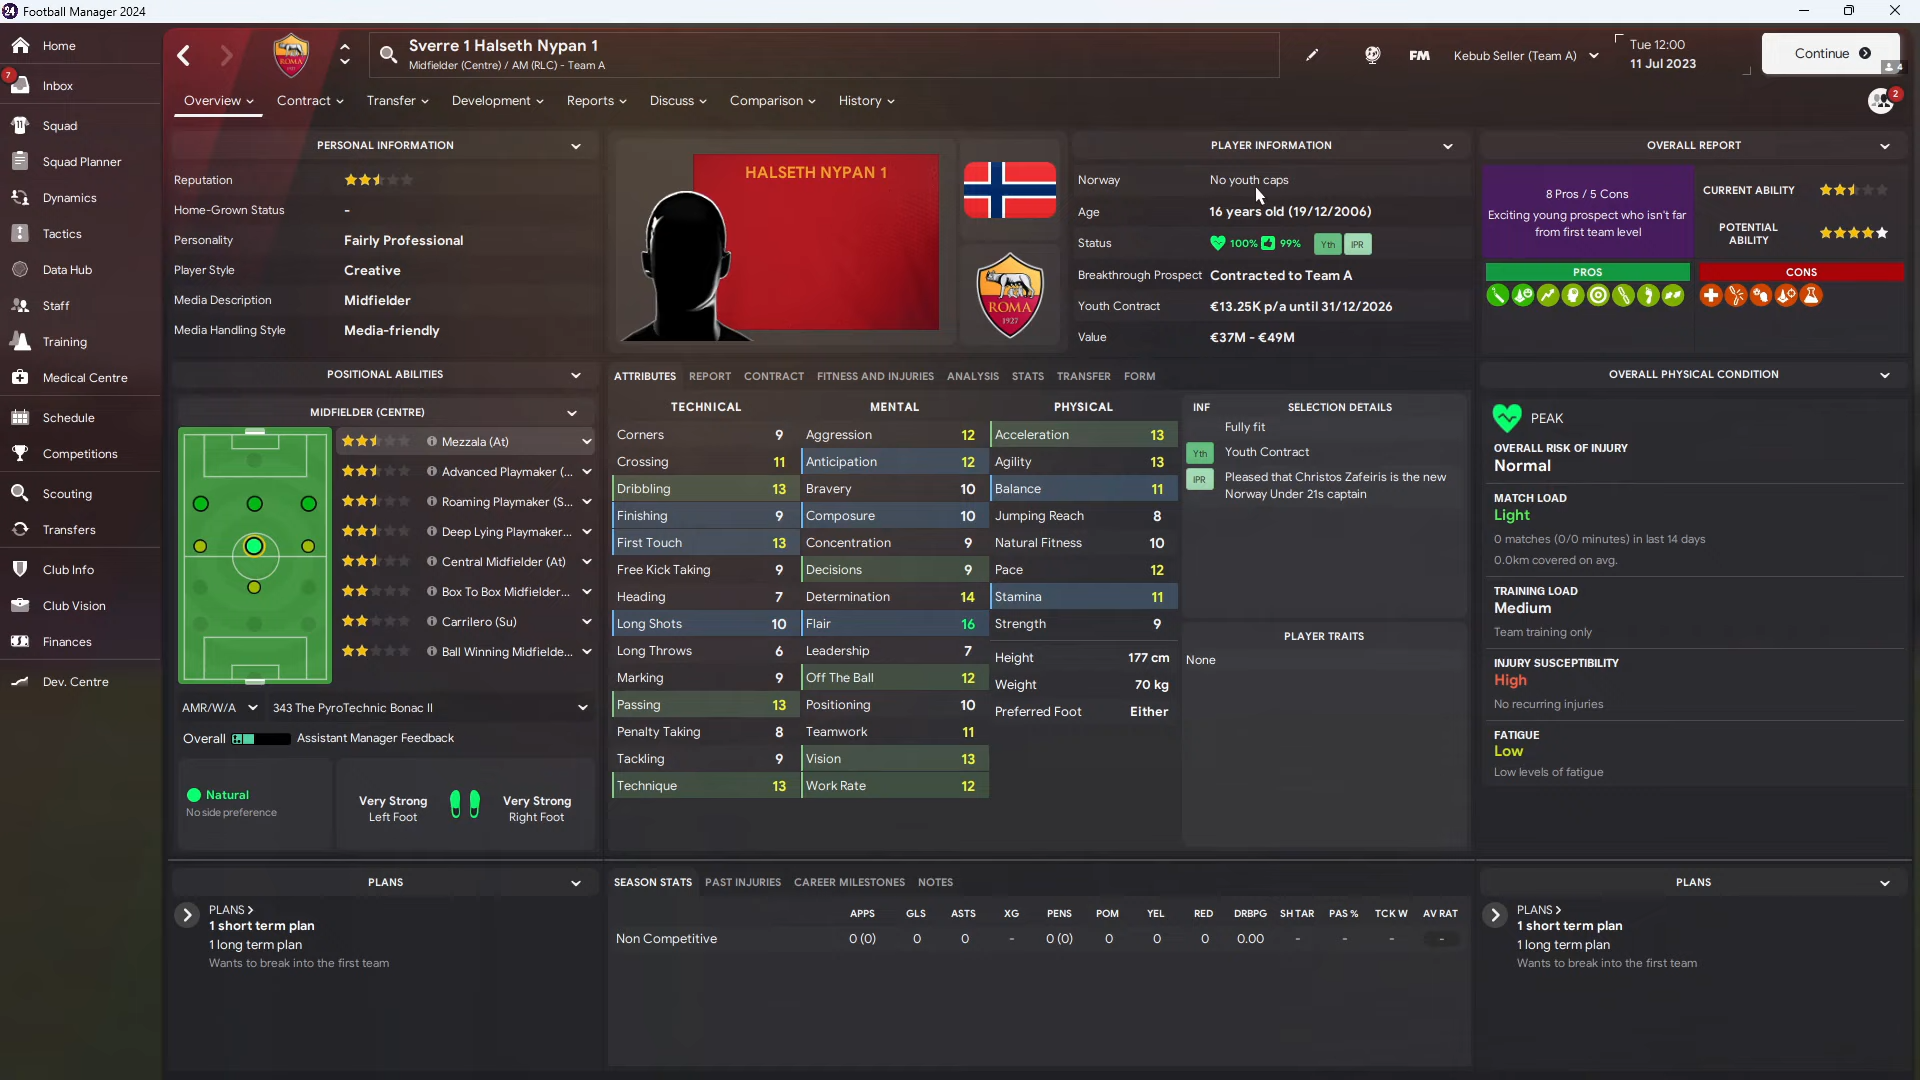 24 Football Manager 2024
Home
7
Inbox
11 Squad
Squad Planner
Dynamics
Tactics
Data Hub
Staff
Training
Medical Centre
Schedule
Competitions
Scouting
Transfers
Club Info
Club Vision
Finances
Dev. Centre
ROMA
Sverre 1 Halseth Nypan 1
Midfielder (Centre) / AM (RLC) - Team A
FM
Kebub Seller (Team A)
Tue 12:00
11 Jul 2023
Continue
4
Overview
Contract
Transfer
Development
Reports
Discuss
Comparison
History
2
PERSONAL INFORMATION
Reputation
Home-Grown Status -
Personality Fairly Professional
Player Style Creative
Media Description Midfielder
Media Handling Style Media-friendly
HALSETH NYPAN 1
ROMA
1927
PLAYER INFORMATION
Norway No youth caps
Age 16 years old (19/12/2006)
Status 100% 99% Yth IPR
Breakthrough Prospect Contracted to Team A
Youth Contract €13.25K p/a until 31/12/2026
Value €37M - €49M
OVERALL REPORT
8 Pros / 5 Cons
Exciting young prospect who isn't far
from first team level
CURRENT ABILITY
POTENTIAL
ABILITY
PROS
CONS
POSITIONAL ABILITIES
MIDFIELDER (CENTRE)
Mezzala (At)
Advanced Playmaker (...
Roaming Playmaker (S...
Deep Lying Playmaker...
Central Midfielder (At)
Box To Box Midfielder...
Carrilero (Su)
Ball Winning Midfielde...
AMR/W/A
343 The PyroTechnic Bonac II
Overall
Assistant Manager Feedback
Natural
No side preference
Very Strong
Left Foot
Very Strong
Right Foot
ATTRIBUTES REPORT CONTRACT FITNESS AND INJURIES ANALYSIS STATS TRANSFER FORM
TECHNICAL
Corners 9
Crossing 11
Dribbling 13
Finishing 9
First Touch 13
Free Kick Taking 9
Heading 7
Long Shots 10
Long Throws 6
Marking 9
Passing 13
Penalty Taking 8
Tackling 9
Technique 13
MENTAL
Aggression 12
Anticipation 12
Bravery 10
Composure 10
Concentration 9
Decisions 9
Determination 14
Flair 16
Leadership 7
Off The Ball 12
Positioning 10
Teamwork 11
Vision 13
Work Rate 12
PHYSICAL
Acceleration 13
Agility 13
Balance 11
Jumping Reach 8
Natural Fitness 10
Pace 12
Stamina 11
Strength 9
Height 177 cm
Weight 70 kg
Preferred Foot Either
INF SELECTION DETAILS
Fully fit
Yth Youth Contract
IPR Pleased that Christos Zafeiris is the new
Norway Under 21s captain
PLAYER TRAITS
None
OVERALL PHYSICAL CONDITION
PEAK
OVERALL RISK OF INJURY
Normal
MATCH LOAD
Light
0 matches (0/0 minutes) in last 14 days
0.0km covered on avg.
TRAINING LOAD
Medium
Team training only
INJURY SUSCEPTIBILITY
High
No recurring injuries
FATIGUE
Low
Low levels of fatigue
PLANS
PLANS
1 short term plan
1 long term plan
Wants to break into the first team
SEASON STATS PAST INJURIES CAREER MILESTONES NOTES
APPS GLS ASTS XG PENS POM YEL RED DRBPG SH TAR PAS % TCK W AV RAT
Non Competitive 0 (0) 0 0 - 0 (0) 0 0 0 0.00 - - - -
PLANS
PLANS
1 short term plan
1 long term plan
Wants to break into the first team